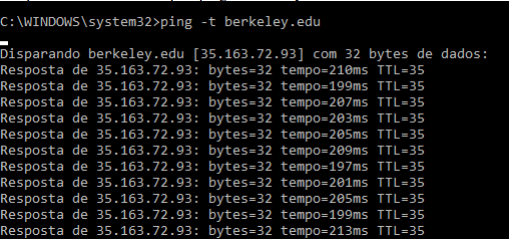 C:\WINDOWS\system32>ping -t berkeley.edu
Disparando berkeley.edu [35.163.72.93] com 32 bytes de dados:
Resposta de 35.163.72.93: bytes=32 tempo=210ms TTL=35
Resposta de 35.163.72.93: bytes=32 tempo=199ms TTL=35
Resposta de 35.163.72.93: bytes=32 tempo=207ms TTL=35
Resposta de 35.163.72.93: bytes=32 tempo=203ms TTL=35
Resposta de 35.163.72.93: bytes=32 tempo=205ms TTL=35
Resposta de 35.163.72.93: bytes=32 tempo=209ms TTL=35
Resposta de 35.163.72.93: bytes=32 tempo=197ms TTL=35
Resposta de 35.163.72.93: bytes=32 tempo=201ms TTL=35
Resposta de 35.163.72.93: bytes=32 tempo=205ms TTL=35
Resposta de 35.163.72.93: bytes=32 tempo=199ms TTL=35
Resposta de 35.163.72.93: bytes=32 tempo=213ms TTL=35